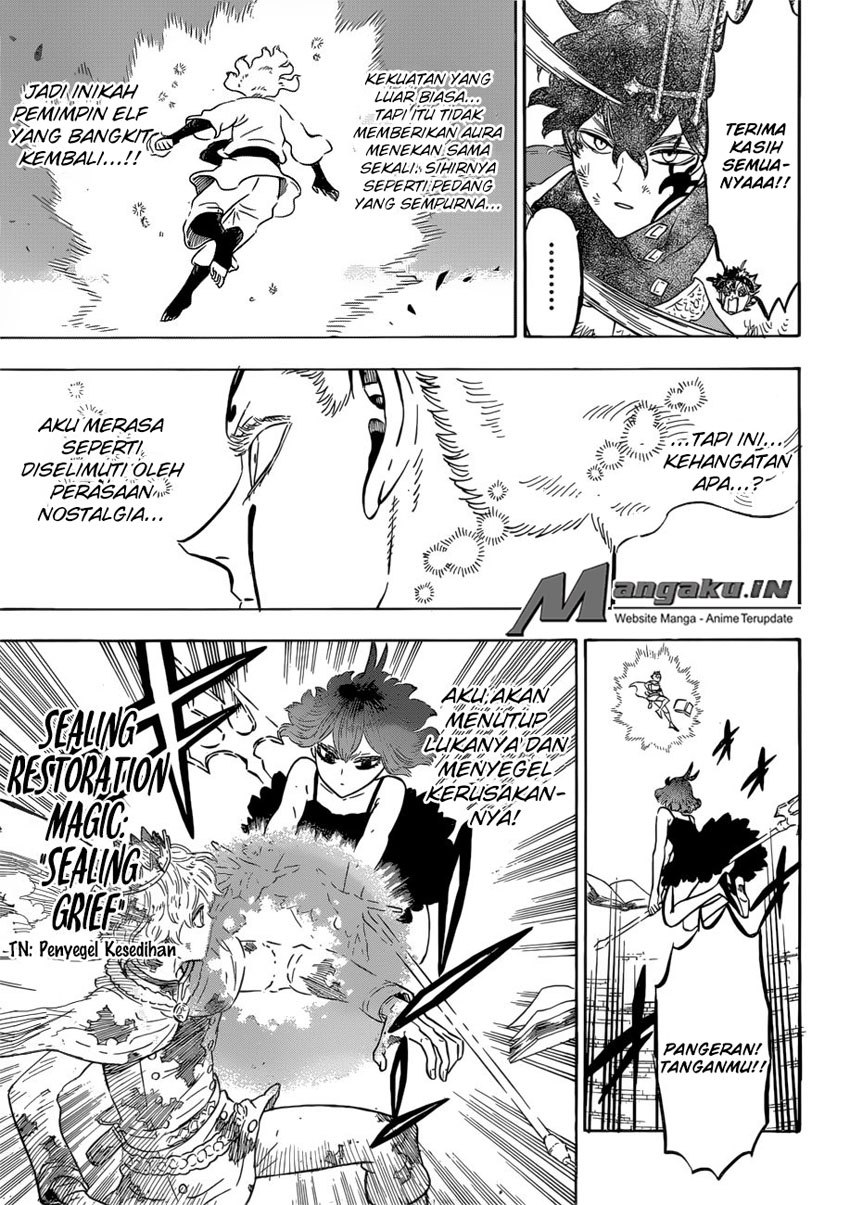 TERIMA
KASIH
SEMUA-
NYAAA!!
.........
KEKUATAN YANG
LUAR BIASA...
TAPI ITU TIDAK
MEMBERIKAN AURA
MENEKAN SAMA
SEKALI. SIHIRNYA
SEPERTI PEDANG
YANG SEMPURNA...
JADI INIKAH
PEMIMPIN ELF
YANG BANGKIT
KEMBALI...!!
...TAPI INI...
KEHANGATAN
APA...?
AKU MERASA
SEPERTI
DISELIMUTI OLEH
PERASAAN
NOSTALGIA...
Mangaku.in
Website Manga - Anime Terupdate
PANGERAN!
TANGANMU!!
AKU AKAN
MENUTUP
LUKANYA DAN
MENYEGEL
KERUSAKAN-
NYA!
SEALING
RESTORATION
MAGIC:
"SEALING
GRIEF"
TN: Penyegel Kesedihan